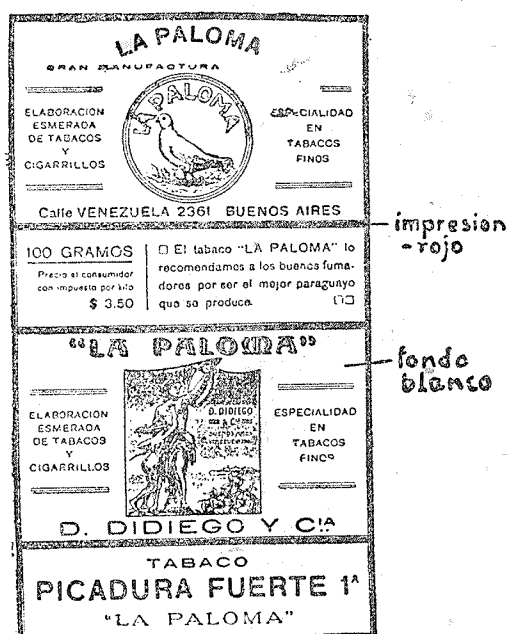 LA PALOMA
GRAN MANUFACTURA
ELABORACION
ESMERADA
DE TABACOS
Y
CIGARRILLOS
LA PALOMA
ESPECIALIDAD
EN
TABACOS
FINOS
Calle VENEZUELA 2361 BUENOS AIRES
impresion
-rojo
100 GRAMOS
Precio al consumidor
con impuesto por kilo
$ 3.50
El tabaco "LA PALOMA" lo
recomendamos a los buenos fuma-
dores por ser el mejor paraguayo
que se produce.
"LA PALOMA"
fondo
blanco
ELABORACION
ESMERADA
DE TABACOS
Y
CIGARRILLOS
D. DIDIEGO
ESPECIALIDAD
EN
TABACOS
FINOS
D. DIDIEGO Y CIA
TABACO
PICADURA FUERTE 1ª
"LA PALOMA"